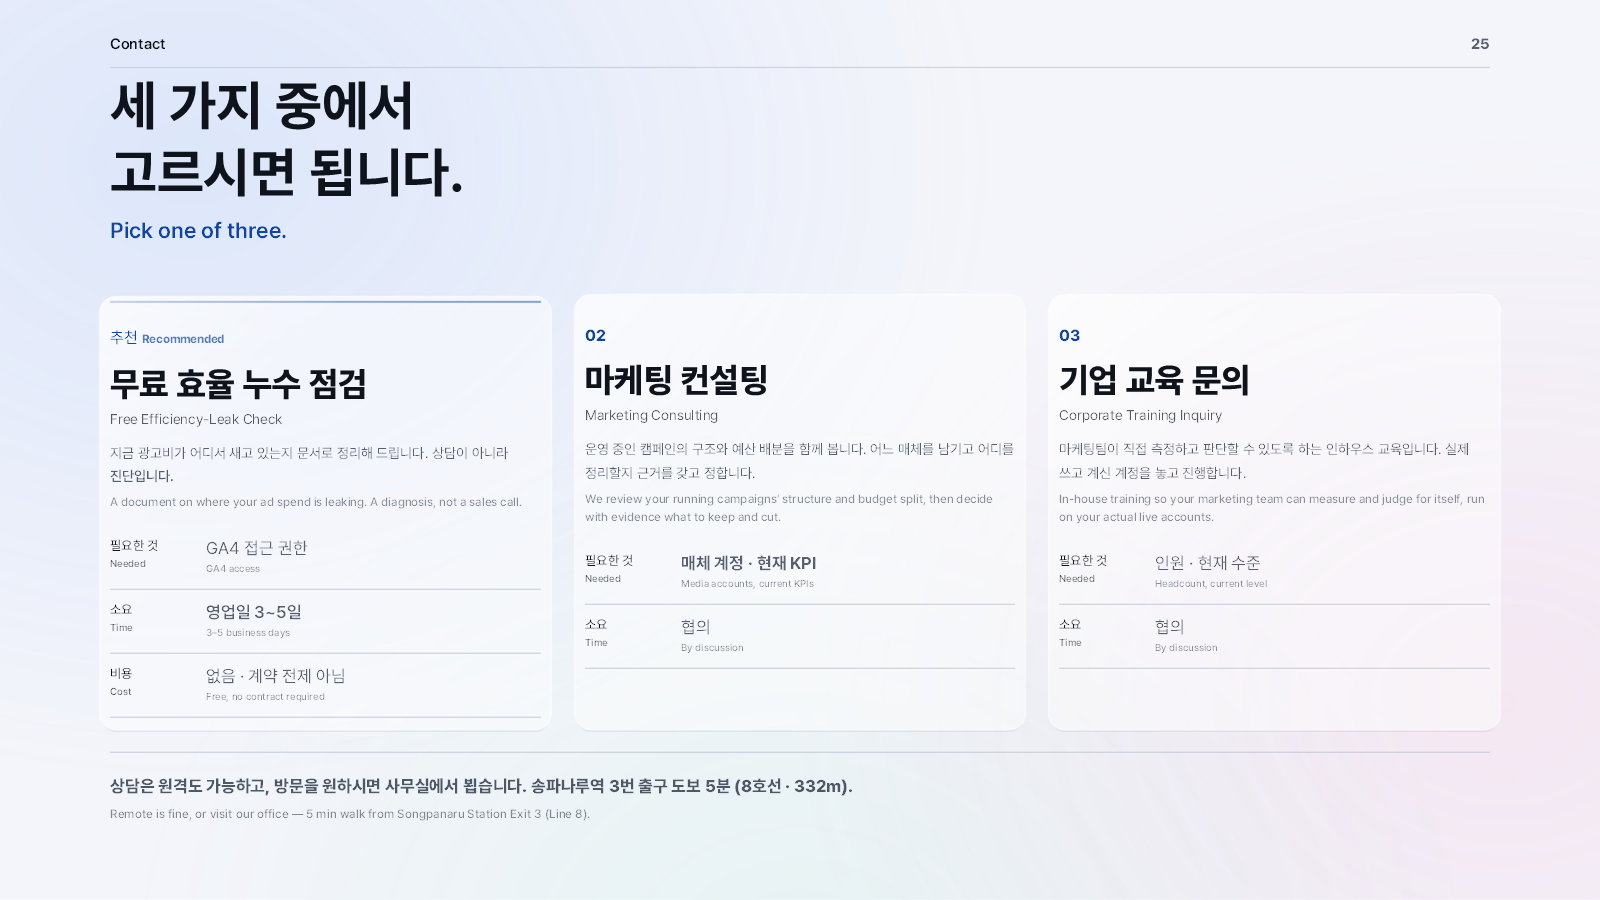 Contact
25
세 가지 중에서
고르시면 됩니다.
Pick one of three.
추천 Recommended
무료 효율 누수 점검
Free Efficiency-Leak Check
지금 광고비가 어디서 새고 있는지 문서로 정리해 드립니다. 상담이 아니라
진단입니다.
A document on where your ad spend is leaking. A diagnosis, not a sales call.
필요한 것
Needed
GA4 접근 권한
GA4 access
소요
Time
영업일 3~5일
3–5 business days
비용
Cost
없음 · 계약 전제 아님
Free, no contract required
02
마케팅 컨설팅
Marketing Consulting
운영 중인 캠페인의 구조와 예산 배분을 함께 봅니다. 어느 매체를 남기고 어디를
정리할지 근거를 갖고 정합니다.
We review your running campaigns' structure and budget split, then decide
with evidence what to keep and cut.
필요한 것
Needed
매체 계정 · 현재 KPI
Media accounts, current KPIs
소요
Time
협의
By discussion
03
기업 교육 문의
Corporate Training Inquiry
마케팅팀이 직접 측정하고 판단할 수 있도록 하는 인하우스 교육입니다. 실제
쓰고 계신 계정을 놓고 진행합니다.
In-house training so your marketing team can measure and judge for itself, run
on your actual live accounts.
필요한 것
Needed
인원 · 현재 수준
Headcount, current level
소요
Time
협의
By discussion
상담은 원격도 가능하고, 방문을 원하시면 사무실에서 뵙습니다. 송파나루역 3번 출구 도보 5분 (8호선 · 332m).
Remote is fine, or visit our office — 5 min walk from Songpanaru Station Exit 3 (Line 8).